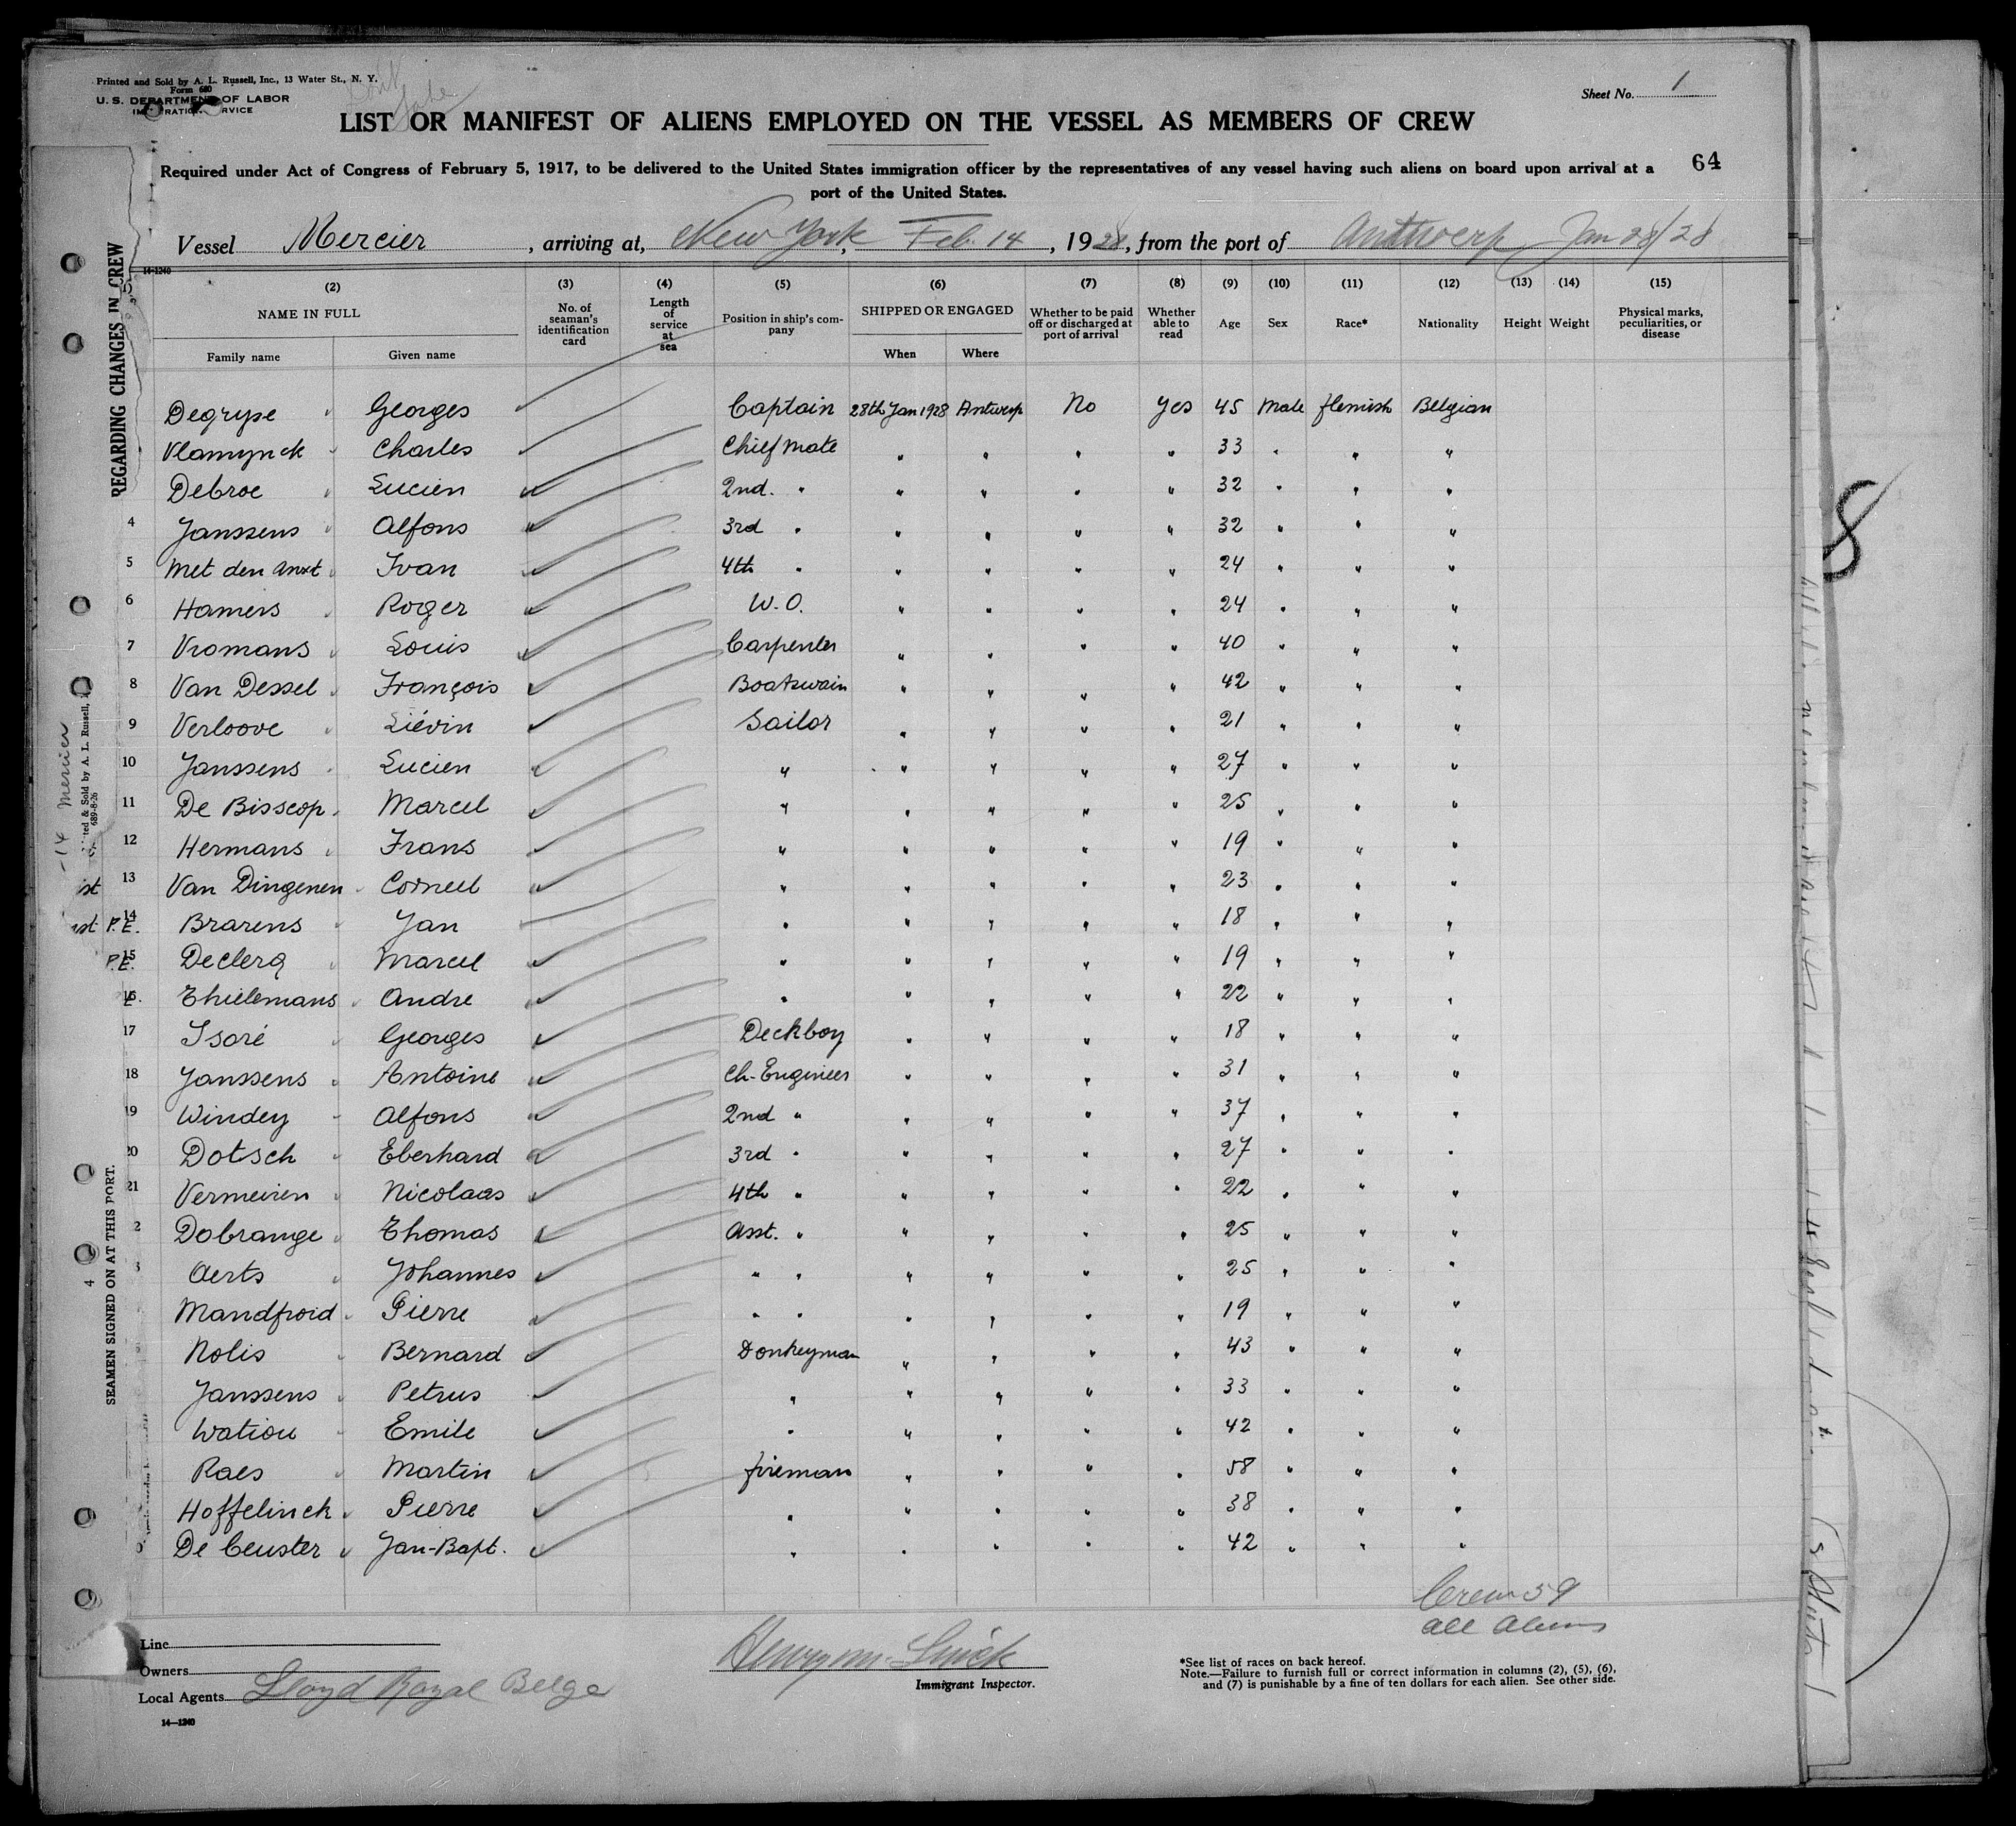 Printed and Sold by A. L. Russell, Inc., 13 Water St., N. Y.
Form 680
U. S. DEPARTMENT OF LABOR
Sheet No. 1
LIST OR MANIFEST OF ALIENS EMPLOYED ON THE VESSEL AS MEMBERS OF CREW
64
Required under Act of Congress of February 5, 1917, to be delivered to the United States immigration officer by the representatives of any vessel having such aliens on board upon arrival at a
port of the United States.
Vessel Mercier, arriving at, New York, Feb. 14, 1928, from the port of Antwerp Jan 28/28
14-1240
(2) (3) (4) (5) (6) (7) (8) (9) (10) (11) (12) (13) (14) (15)
NAME IN FULL No. of seaman's identification card Length of service at sea Position in ship's com-pany SHIPPED OR ENGAGED Whether to be paid off or discharged at port of arrival Whether able to read Age Sex Race* Nationality Height Weight Physical marks, peculiarities, or disease
Family name Given name When Where
Degryse Georges Captain 28th Jan 1928 Antwerp No Yes 45 Male flemish Belgian
Vlamynck Charles Chief Mate " " " " 33 " " "
Debroe Lucien 2nd. " " " " " 32 " " "
4 Janssens Alfons 3rd " " " " " 32 " " "
5 Met den Anxt Ivan 4th " " " " " 24 " " "
6 Hamers Roger W.O. " " " " 24 " " "
7 Vromans Louis Carpenter " " " " 40 " " "
8 Van Dessel François Boatswain " " " " 42 " " "
9 Verloove Liévin Sailor " " " " 21 " " "
10 Janssens Lucien " " " " " 27 " " "
11 De Bisscop Marcel " " " " " 25 " " "
12 Hermans Frans " " " " " 19 " " "
13 Van Dingenen Corneel " " " " " 23 " " "
14 P.E. Brarens Jan " " " " " 18 " " "
15 P.E. Declerq Marcel " " " " " 19 " " "
16 E. Thielemans Andre " " " " " 22 " " "
17 Isoré Georges Deckboy " " " " 18 " " "
18 Janssens Antoine Ch-Engineer " " " " 31 " " "
19 Windey Alfons 2nd " " " " " 37 " " "
20 Dotsch Eberhard 3rd " " " " " 27 " " "
21 Vermeiren Nicolaas 4th " " " " " 22 " " "
2 Dobrange Thomas Asst. " " " " " 25 " " "
Aerts Johannes " " " " " " 25 " " "
Mandfroid Pierre " " " " " " 19 " " "
Nolis Bernard Donkeyman " " " " 43 " " "
Janssens Petrus " " " " " 33 " " "
Watiou Emile " " " " " 42 " " "
Raes Martin fireman " " " " 58 " " "
Hoffelinck Pierre " " " " " 38 " " "
De Ceuster Jan-Bapt. " " " " " 42 " " "
Crew 59
all Aliens
Line
Owners
Local Agents Lloyd Royal Belge
Immigrant Inspector.
*See list of races on back hereof.
Note.—Failure to furnish full or correct information in columns (2), (5), (6),
and (7) is punishable by a fine of ten dollars for each alien. See other side.
14—1240
REGARDING CHANGES IN CREW
-14 Mercier
& Sold by A. L. Russell,
689-8-26
SEAMEN SIGNED ON AT THIS PORT.
4
8